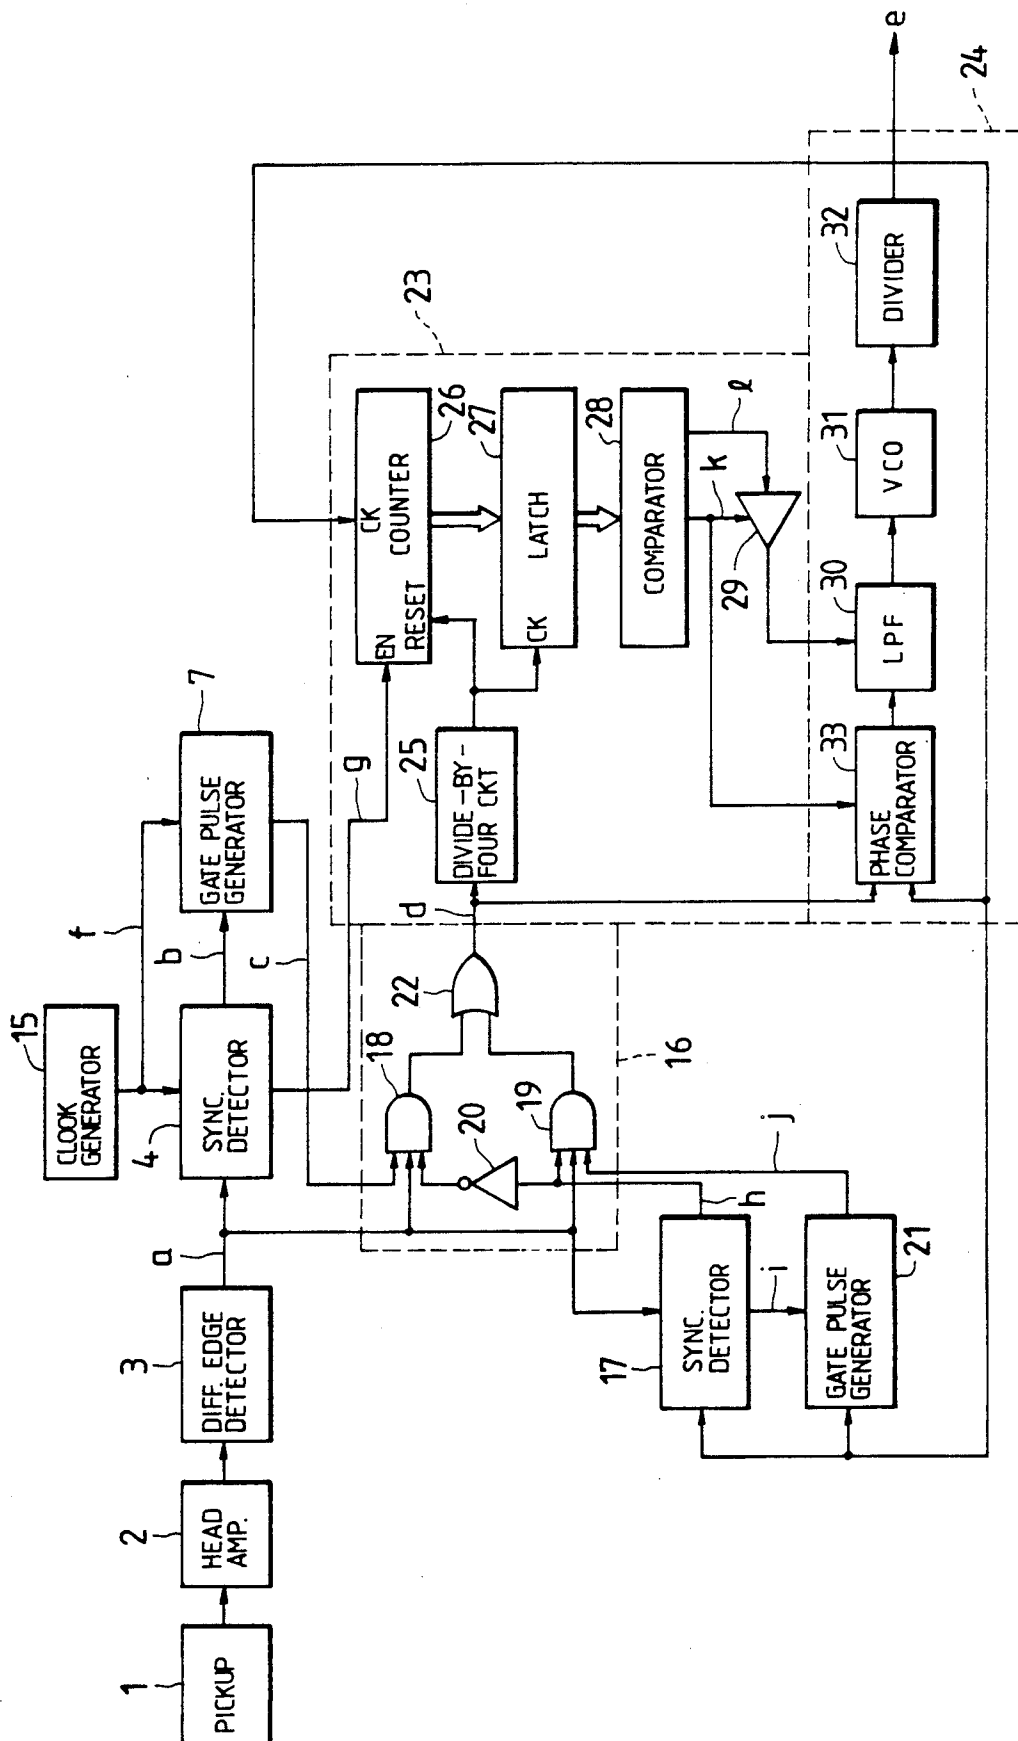 1
PICKUP
2
HEAD
AMP.
3
DIFF. EDGE
DETECTOR
a
15
CLOOK
GENERATOR
4
SYNC.
DETECTOR
f
b
7
GATE PULSE
GENERATOR
c
g
16
18
19
20
22
d
h
17
SYNC.
DETECTOR
i
j
21
GATE PULSE
GENERATOR
23
25
DIVIDE-BY-
FOUR CKT
26
EN
CK
RESET
COUNTER
27
CK
LATCH
28
COMPARATOR
k
ℓ
29
24
33
PHASE
COMPARATOR
30
LPF
31
VCO
32
DIVIDER
e